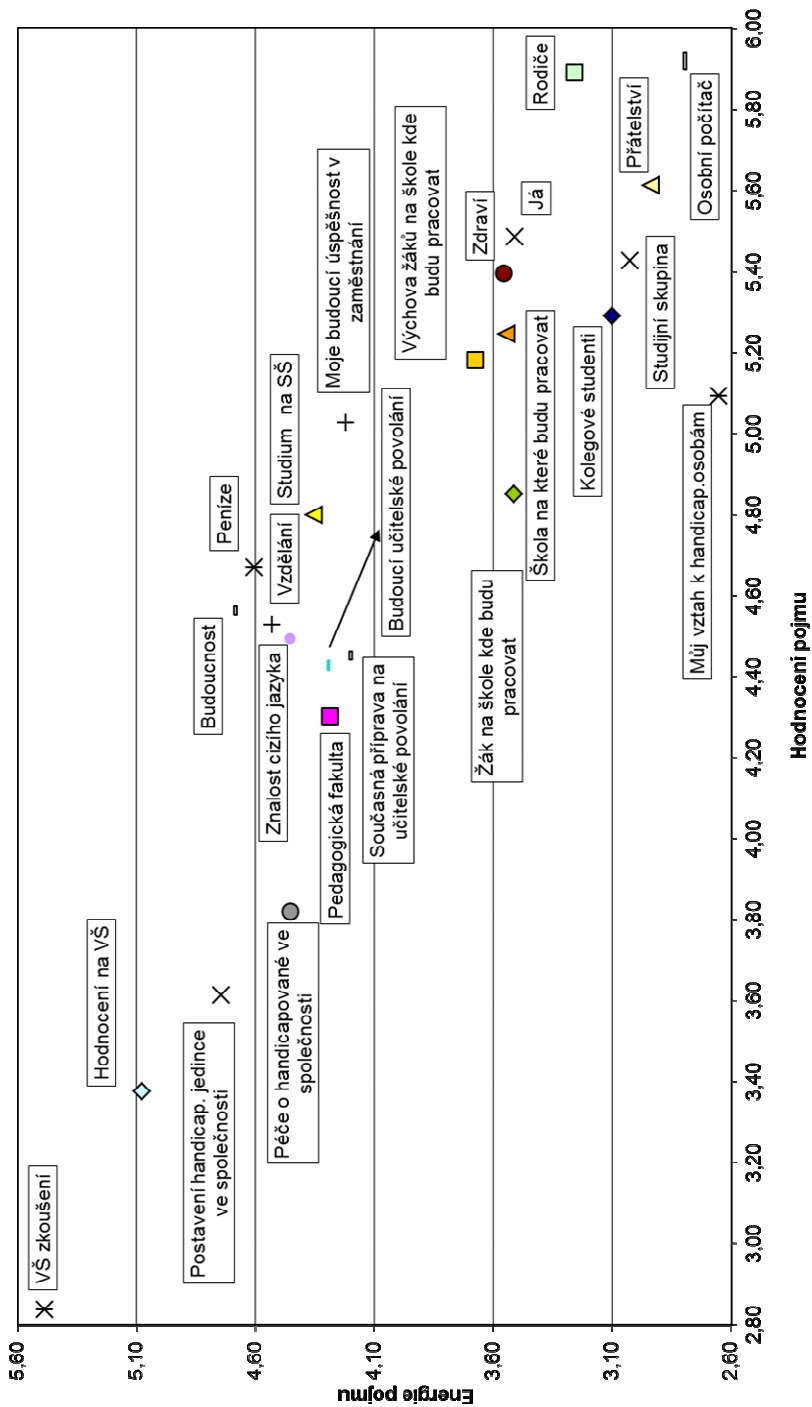 Energie pojmu
5,60
5,10
4,60
4,10
3,60
3,10
2,60
VŠ zkoušení
Hodnocení na VŠ
Postavení handicap. jedince
ve společnosti
Péče o handicapované ve
společnosti
Budoucnost
Peníze
Znalost cizího jazyka
Vzdělání
Studium na SŠ
Pedagogická fakulta
Současná příprava na
učitelské povolání
Budoucí učitelské povolání
Moje budoucí úspěšnost v
zaměstnání
Výchova žáků na škole kde
budu pracovat
Zdraví
Já
Rodiče
Žák na škole kde budu
pracovat
Škola na které budu pracovat
Kolegové studenti
Studijní skupina
Přátelství
Osobní počítač
Můj vztah k handicap.osobám
2,80
3,00
3,20
3,40
3,60
3,80
4,00
4,20
4,40
4,60
4,80
5,00
5,20
5,40
5,60
5,80
6,00
Hodnocení pojmu